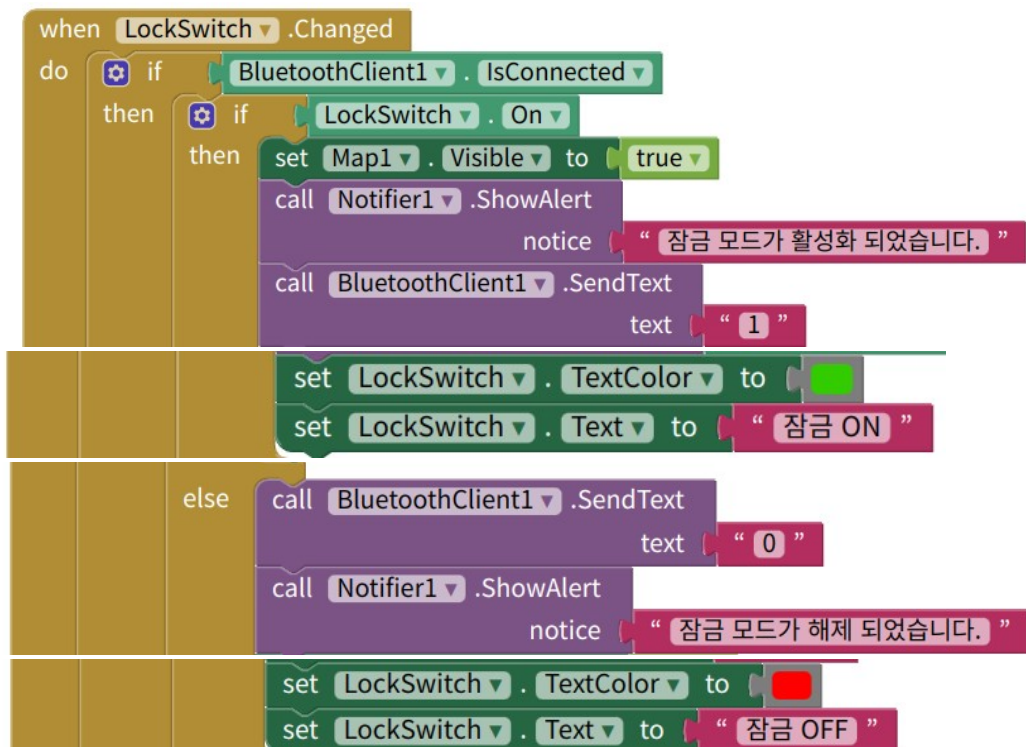 when LockSwitch .Changed
do if BluetoothClient1 . IsConnected
then if LockSwitch . On
then set Map1 . Visible to true
call Notifier1 .ShowAlert
notice “ 잠금 모드가 활성화 되었습니다. ”
call BluetoothClient1 .SendText
text “ 1 ”
set LockSwitch . TextColor to
set LockSwitch . Text to “ 잠금 ON ”
else call BluetoothClient1 .SendText
text “ 0 ”
call Notifier1 .ShowAlert
notice “ 잠금 모드가 해제 되었습니다. ”
set LockSwitch . TextColor to
set LockSwitch . Text to “ 잠금 OFF ”